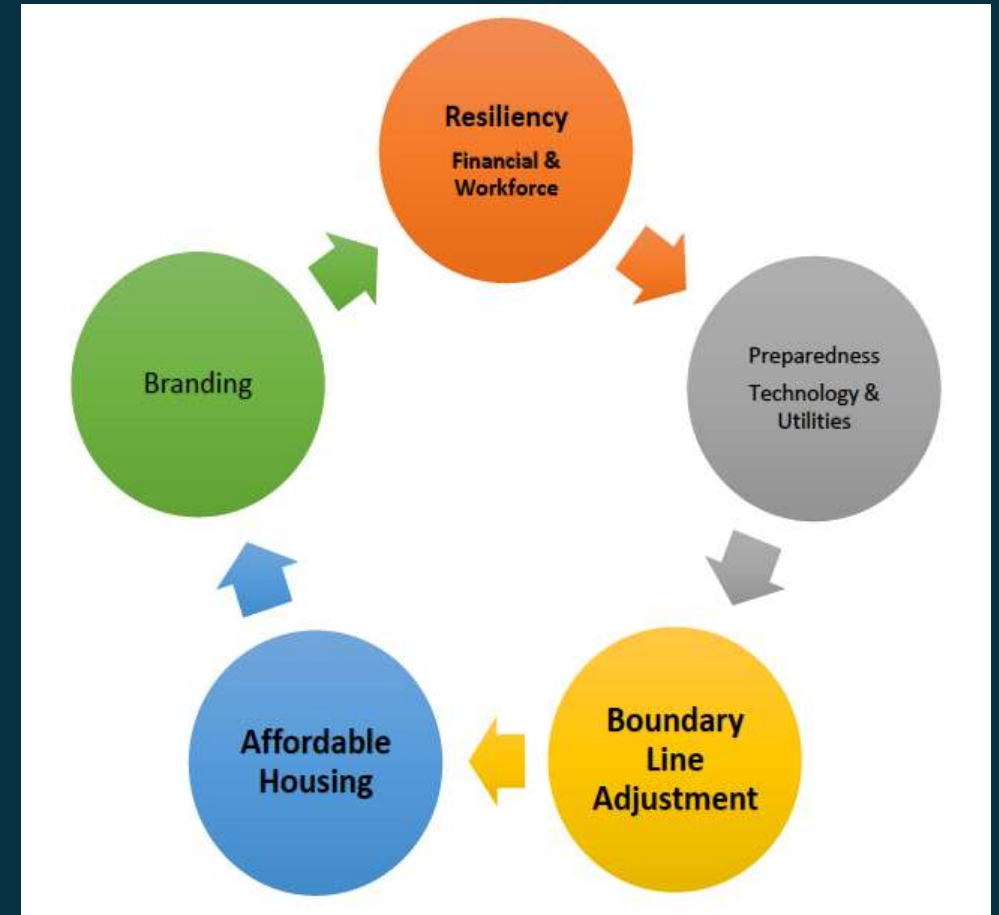 Resiliency
Financial &
Workforce
Preparedness
Technology &
Utilities
Boundary
Line
Adjustment
Affordable
Housing
Branding